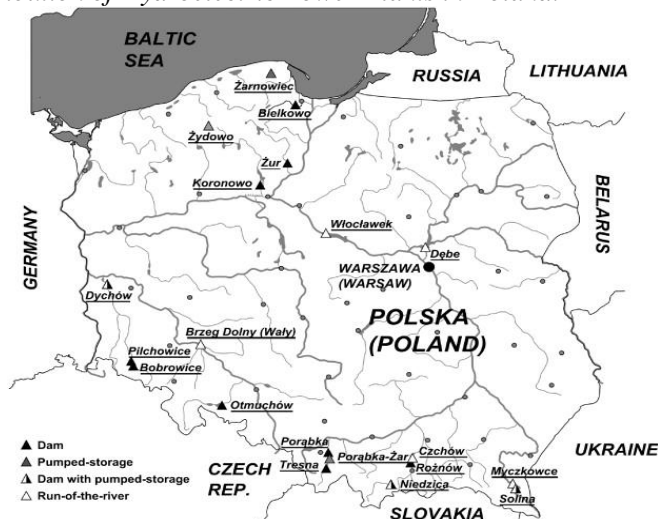 BALTIC
SEA
RUSSIA
LITHUANIA
Żarnowiec
Bielkowo
Żydowo
Żur
Koronowo
BELARUS
GERMANY
Włocławek
Dębe
WARSZAWA
(WARSAW)
Dychów
POLSKA
(POLAND)
Brzeg Dolny (Wały)
Pilchowice
Bobrowice
Otmuchów
Dam
Pumped-storage
Dam with pumped-storage
Run-of-the-river
CZECH
REP.
Porąbka
Tresna
Porąbka-Żar
Czchów
Rożnów
Niedzica
Myczkowce
Solina
UKRAINE
SLOVAKIA